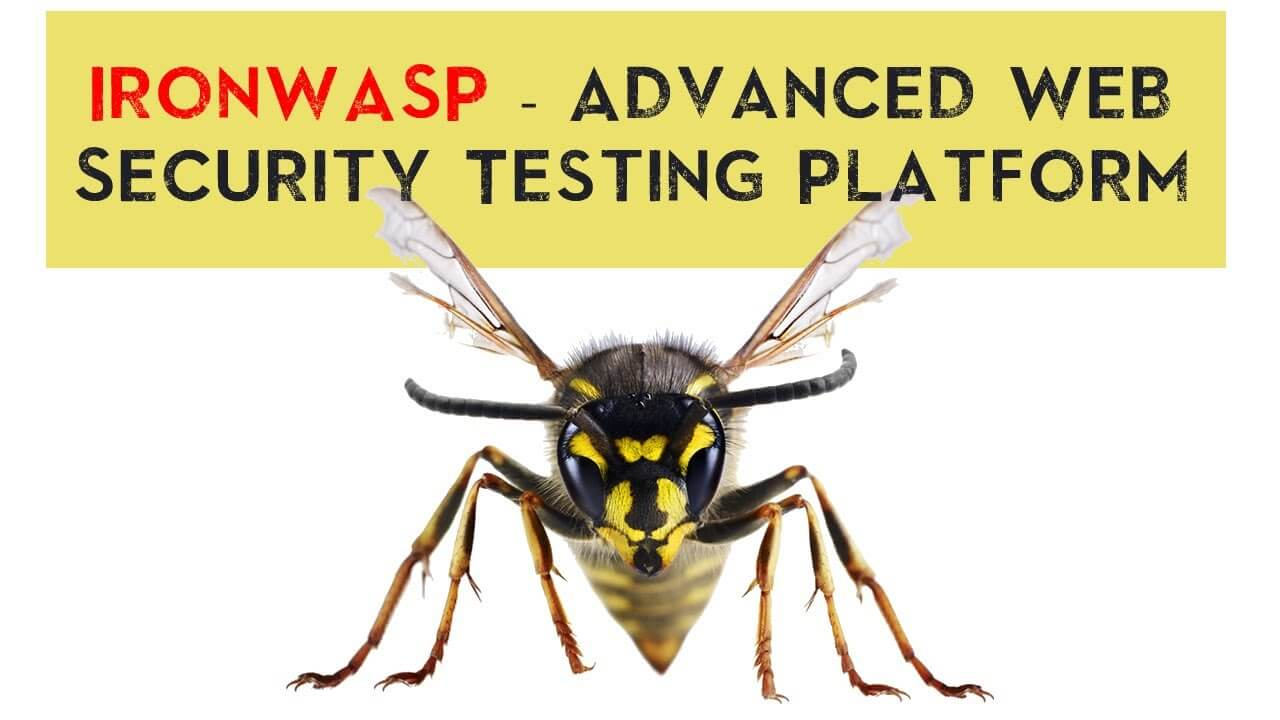 IRONWASP - ADVANCED WEB
SECURITY TESTING PLATFORM